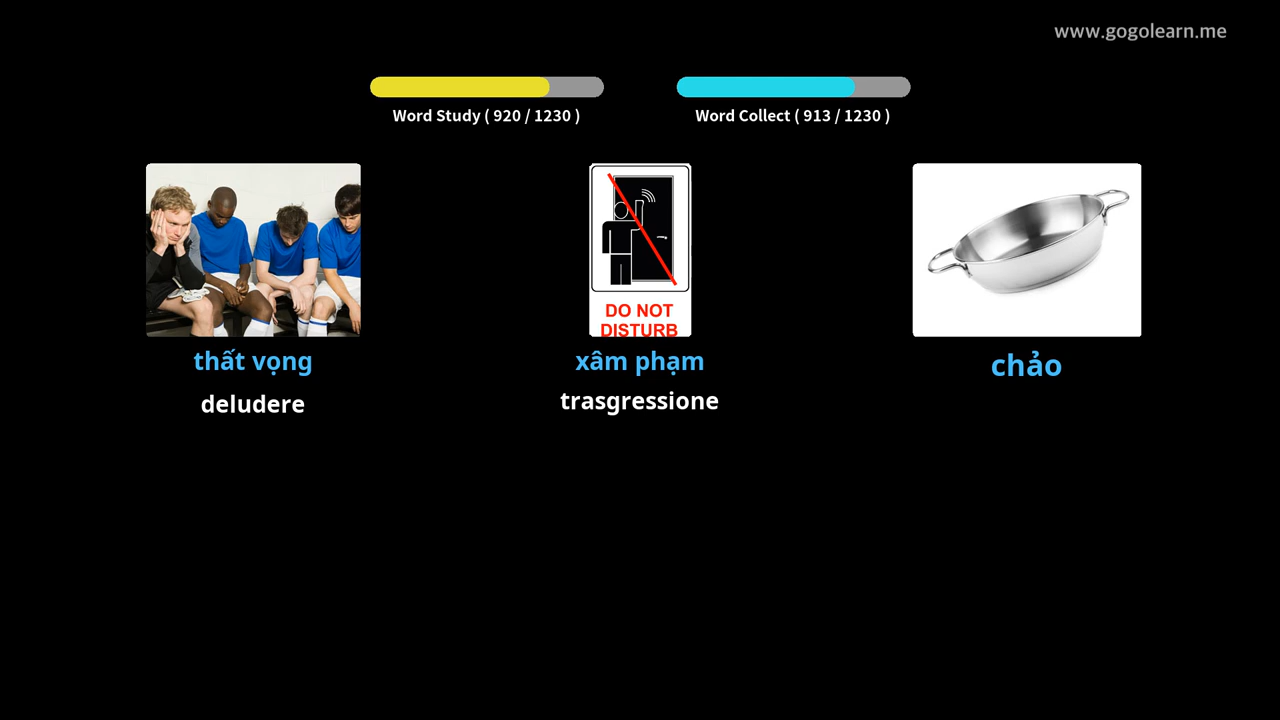 www.gogolearn.me
Word Study ( 920 / 1230 )
Word Collect ( 913 / 1230 )
DO NOT
DISTURB
thất vọng
xâm phạm
chảo
deludere
trasgressione